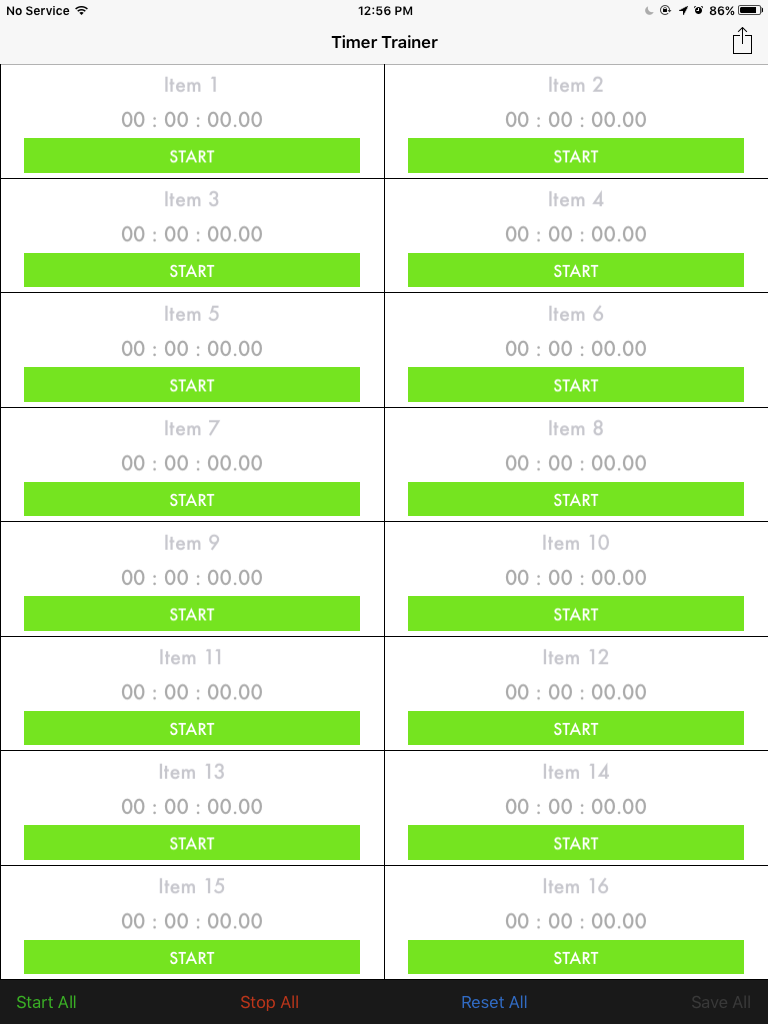 No Service 12:56 PM 86%
Timer Trainer
Item 1 Item 2
00 : 00 : 00.00 00 : 00 : 00.00
START START
Item 3 Item 4
00 : 00 : 00.00 00 : 00 : 00.00
START START
Item 5 Item 6
00 : 00 : 00.00 00 : 00 : 00.00
START START
Item 7 Item 8
00 : 00 : 00.00 00 : 00 : 00.00
START START
Item 9 Item 10
00 : 00 : 00.00 00 : 00 : 00.00
START START
Item 11 Item 12
00 : 00 : 00.00 00 : 00 : 00.00
START START
Item 13 Item 14
00 : 00 : 00.00 00 : 00 : 00.00
START START
Item 15 Item 16
00 : 00 : 00.00 00 : 00 : 00.00
START START
Start All Stop All Reset All Save All